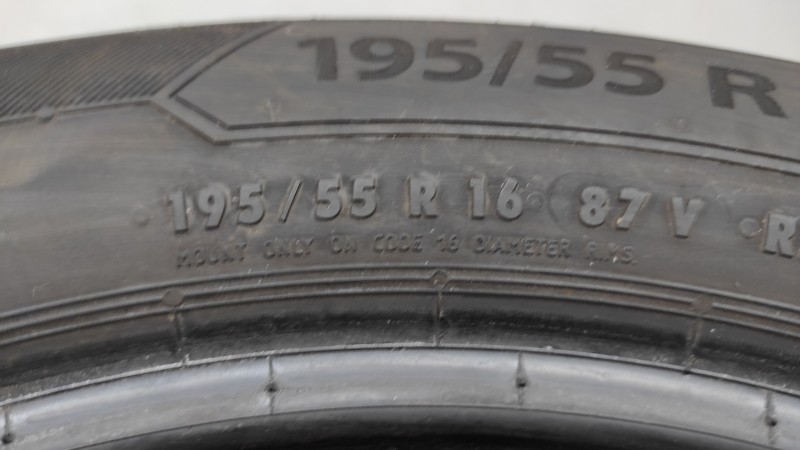 195/55 R
195/55 R 16 87 V R
MOUNT ONLY ON CODE 16 DIAMETER RIMS.